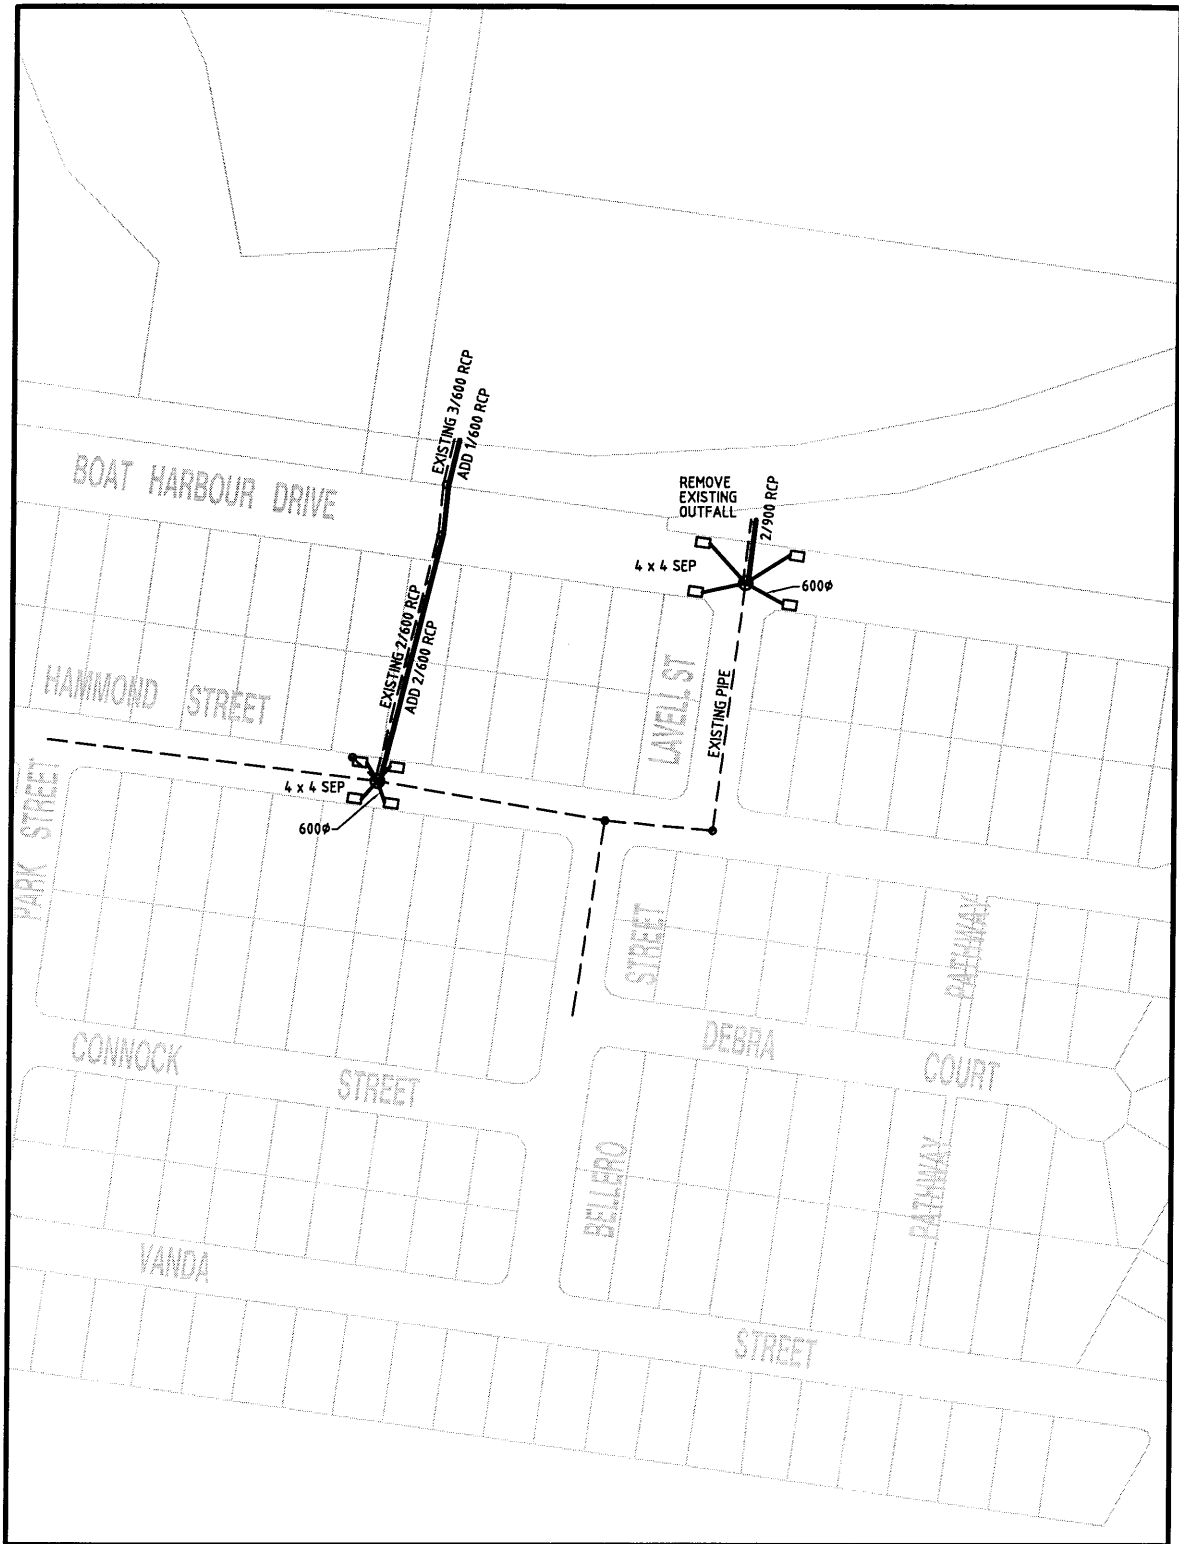 EXISTING 3/600 RCP
ADD 1/600 RCP
BOAT HARBOUR DRIVE
REMOVE
EXISTING
OUTFALL
2/900 RCP
4 x 4 SEP
600ø
EXISTING 2/600 RCP
ADD 2/600 RCP
HAMMOND STREET
LAVELL ST
EXISTING PIPE
4 x 4 SEP
600ø
PARK STREET
STREET
PATHWAY
CONNOCK
STREET
DEBRA
COURT
BELLERO
PATHWAY
VANDA
STREET